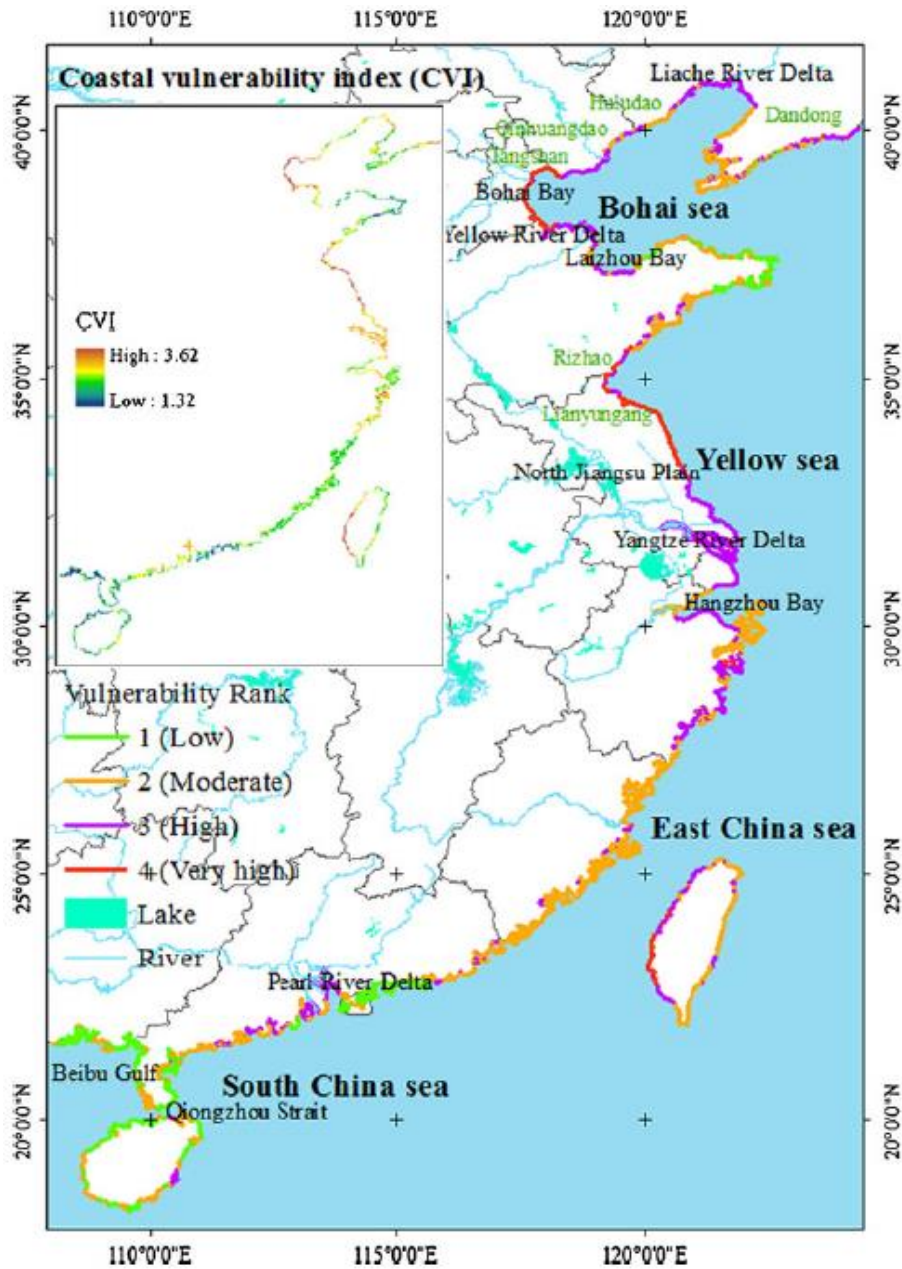 110°0'0"E 115°0'0"E 120°0'0"E
Coastal vulnerability index (CVI)
Liache River Delta
Huludao
Dandong
Qinhuangdao
Tangshan
Bohai Bay
Bohai sea
Yellow River Delta
Laizhou Bay
CVI
High : 3.62
Low : 1.32
Rizhao
Lianyungang
Yellow sea
North Jiangsu Plain
Yangtze River Delta
Hangzhou Bay
Vulnerability Rank
1 (Low)
2 (Moderate)
3 (High)
East China sea
4 (Very high)
Lake
River
Pearl River Delta
Beibu Gulf
South China sea
Qiongzhou Strait
40°0'0"N 40°0'0"N
35°0'0"N 35°0'0"N
30°0'0"N 30°0'0"N
25°0'0"N 25°0'0"N
20°0'0"N 20°0'0"N
110°0'0"E 115°0'0"E 120°0'0"E